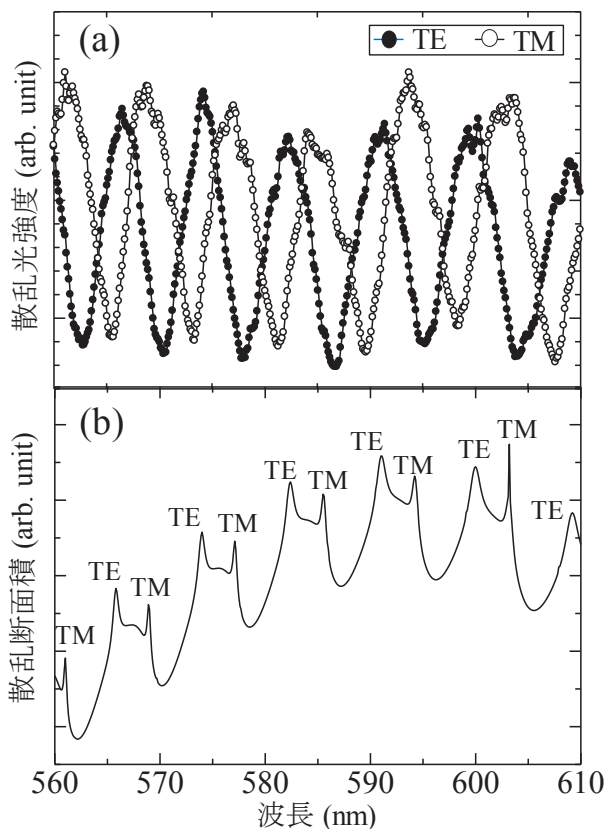 (a)
TE TM
散乱光強度 (arb. unit)
(b)
TM TE TM TE TM TE TM TE TM TE TM TE
散乱断面積 (arb. unit)
560 570 580 590 600 610
波長 (nm)